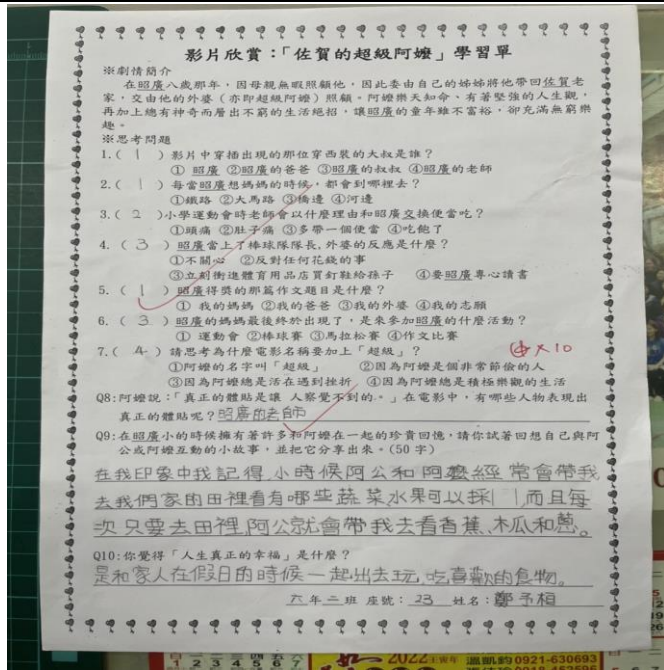 影片欣賞：「佐賀的超級阿嬤」學習單
※劇情簡介
在昭廣八歲那年，因母親無暇照顧他，因此委由自己的姊姊將他帶回佐賀老
家，交由他的外婆（亦即超級阿嬤）照顧。阿嬤樂天知命、有著堅強的人生觀，
再加上總有神奇而層出不窮的生活絕招，讓昭廣的童年雖不富裕，卻充滿無窮樂
趣。
※思考問題
1.( 1 )影片中穿插出現的那位穿西裝的大叔是誰？
①昭廣 ②昭廣的爸爸 ③昭廣的叔叔 ④昭廣的老師
2.( 1 )每當昭廣想媽媽的時候，都會到哪裡去？
①鐵路 ②大馬路 ③橋邊 ④河邊
3.( 2 )小學運動會時老師會以什麼理由和昭廣交換便當吃？
①頭痛 ②肚子痛 ③多帶一個便當 ④吃飽了
4.( 3 )昭廣當上了棒球隊隊長，外婆的反應是什麼？
①不關心 ②反對任何花錢的事
③立刻衝進體育用品店買釘鞋給孫子 ④要昭廣專心讀書
5.( 1 )昭廣得獎的那篇作文題目是什麼？
① 我的媽媽 ②我的爸爸 ③我的外婆 ④我的志願
6.( 3 )昭廣的媽媽最後終於出現了，是來參加昭廣的什麼活動？
① 運動會 ②棒球賽 ③馬拉松賽 ④作文比賽
7.( 4 )請思考為什麼電影名稱要加上「超級」？
①阿嬤的名字叫「超級」 ②因為阿嬤是個非常節儉的人
③因為阿嬤總是活在遇到挫折 ④因為阿嬤總是積極樂觀的生活
Q8:阿嬤說：「真正的體貼是讓 人察覺不到的。」在電影中，有哪些人物表現出
真正的體貼呢？昭廣的老師
Q9:在昭廣小的時候擁有著許多和阿嬤在一起的珍貴回憶，請你試著回想自己與阿
公或阿嬤互動的小故事，並把它分享出來。(50 字)
在我印象中我記得,小時候阿公和阿嬤經常會帶我
去我們家的田裡看有哪些蔬菜水果可以採,而且每
次只要去田裡,阿公就會帶我去看香蕉、木瓜和蔥。
Q10:你覺得「人生真正的幸福」是什麼？
是和家人在假日的時候一起出去玩,吃喜歡的食物。
六 年 二 班 座號：23 姓名：鄭予桓
2022
溫凱鈞0921-630693